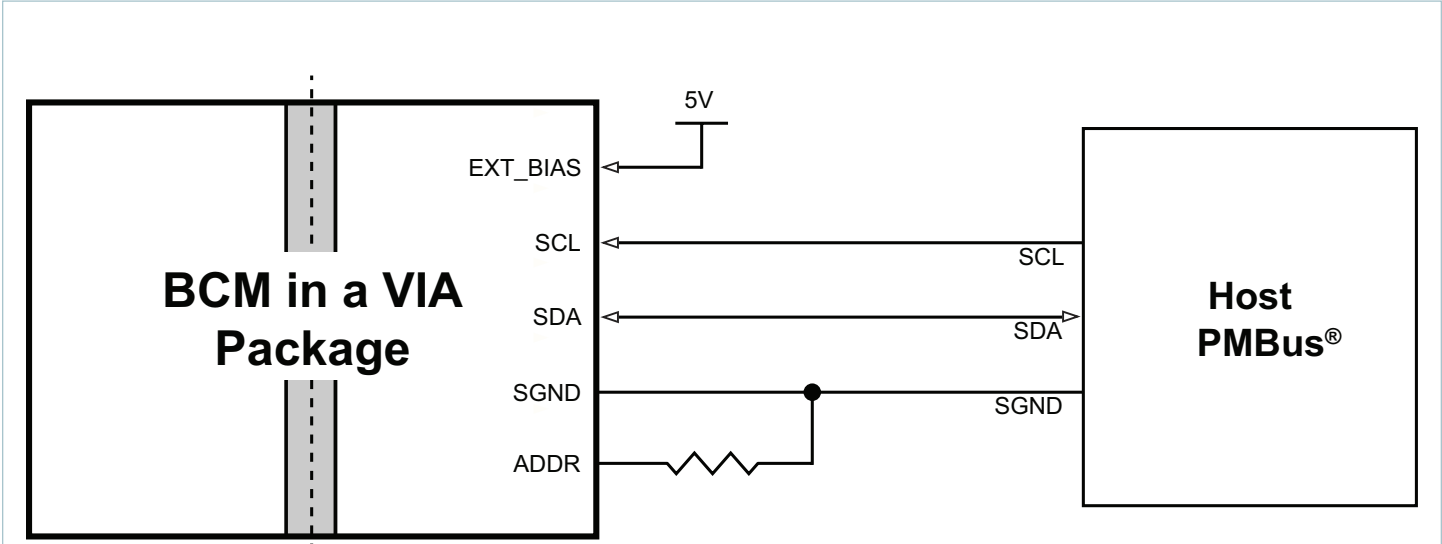 5V
EXT_BIAS
SCL
SCL
BCM in a VIA
Package
SDA
SDA
Host
PMBus®
SGND
SGND
ADDR